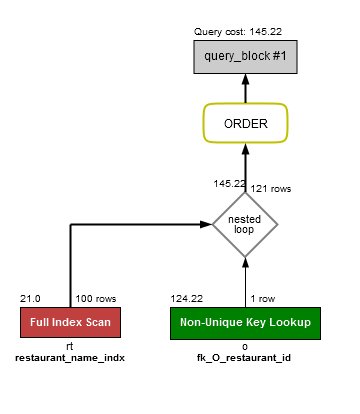 Query cost: 145.22
query_block #1
ORDER
145.22
121 rows
nested
loop
21.0
100 rows
124.22
1 row
Full Index Scan
Non-Unique Key Lookup
rt
o
restaurant_name_indx
fk_O_restaurant_id